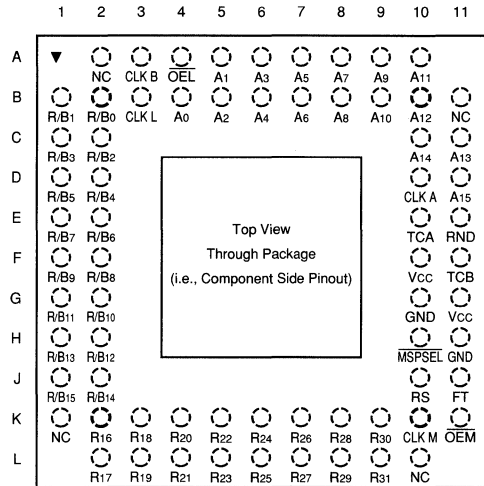 1 2 3 4 5 6 7 8 9 10 11
A
NC CLK B OEL A1 A3 A5 A7 A9 A11
B
R/B1 R/B0 CLK L A0 A2 A4 A6 A8 A10 A12 NC
C
R/B3 R/B2 A14 A13
D
R/B5 R/B4 CLK A A15
E
R/B7 R/B6 TCA RND
F
R/B9 R/B8 VCC TCB
G
R/B11 R/B10 GND VCC
H
R/B13 R/B12 MSPSEL GND
J
R/B15 R/B14 RS FT
K
NC R16 R18 R20 R22 R24 R26 R28 R30 CLK M OEM
L
R17 R19 R21 R23 R25 R27 R29 R31 NC
Top View
Through Package
(i.e., Component Side Pinout)